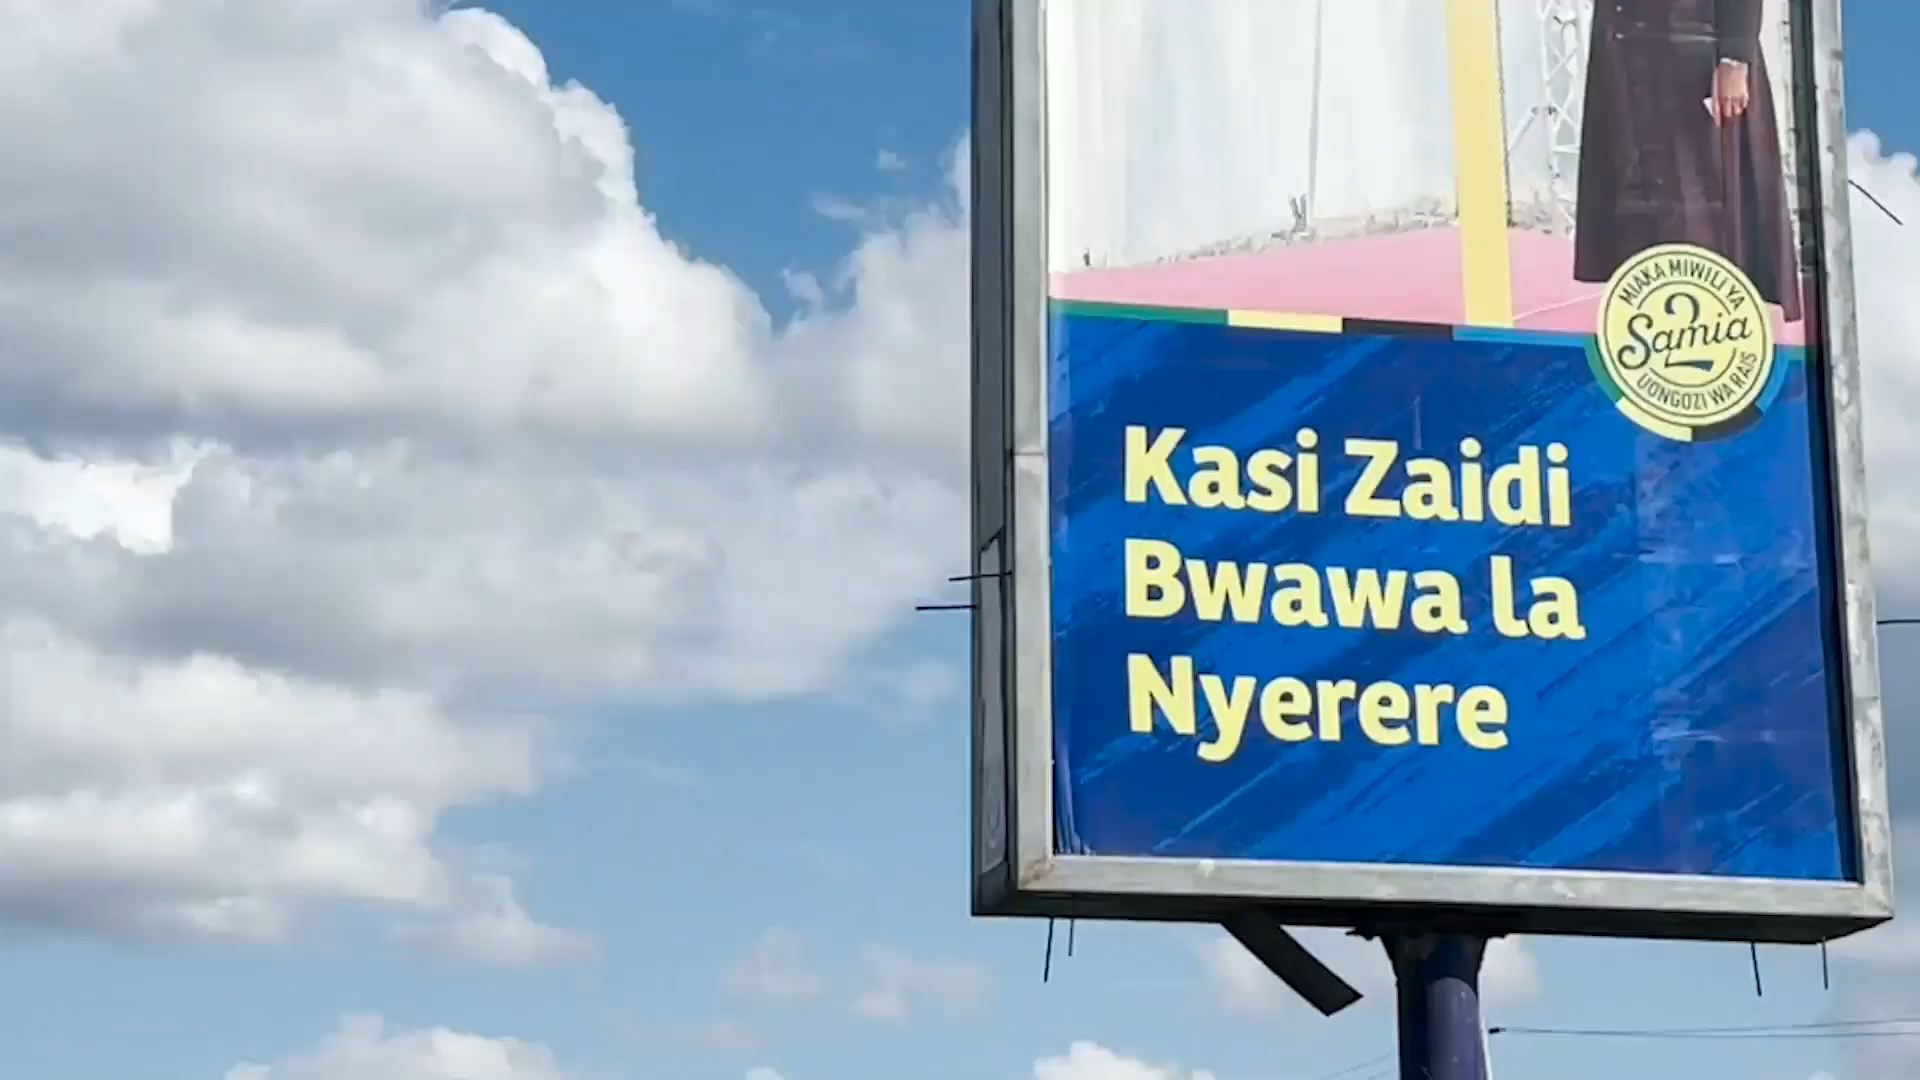 MIAKA MIWILI YA
2
Samia
UONGOZI WA RAIS
Kasi Zaidi
Bwawa la
Nyerere